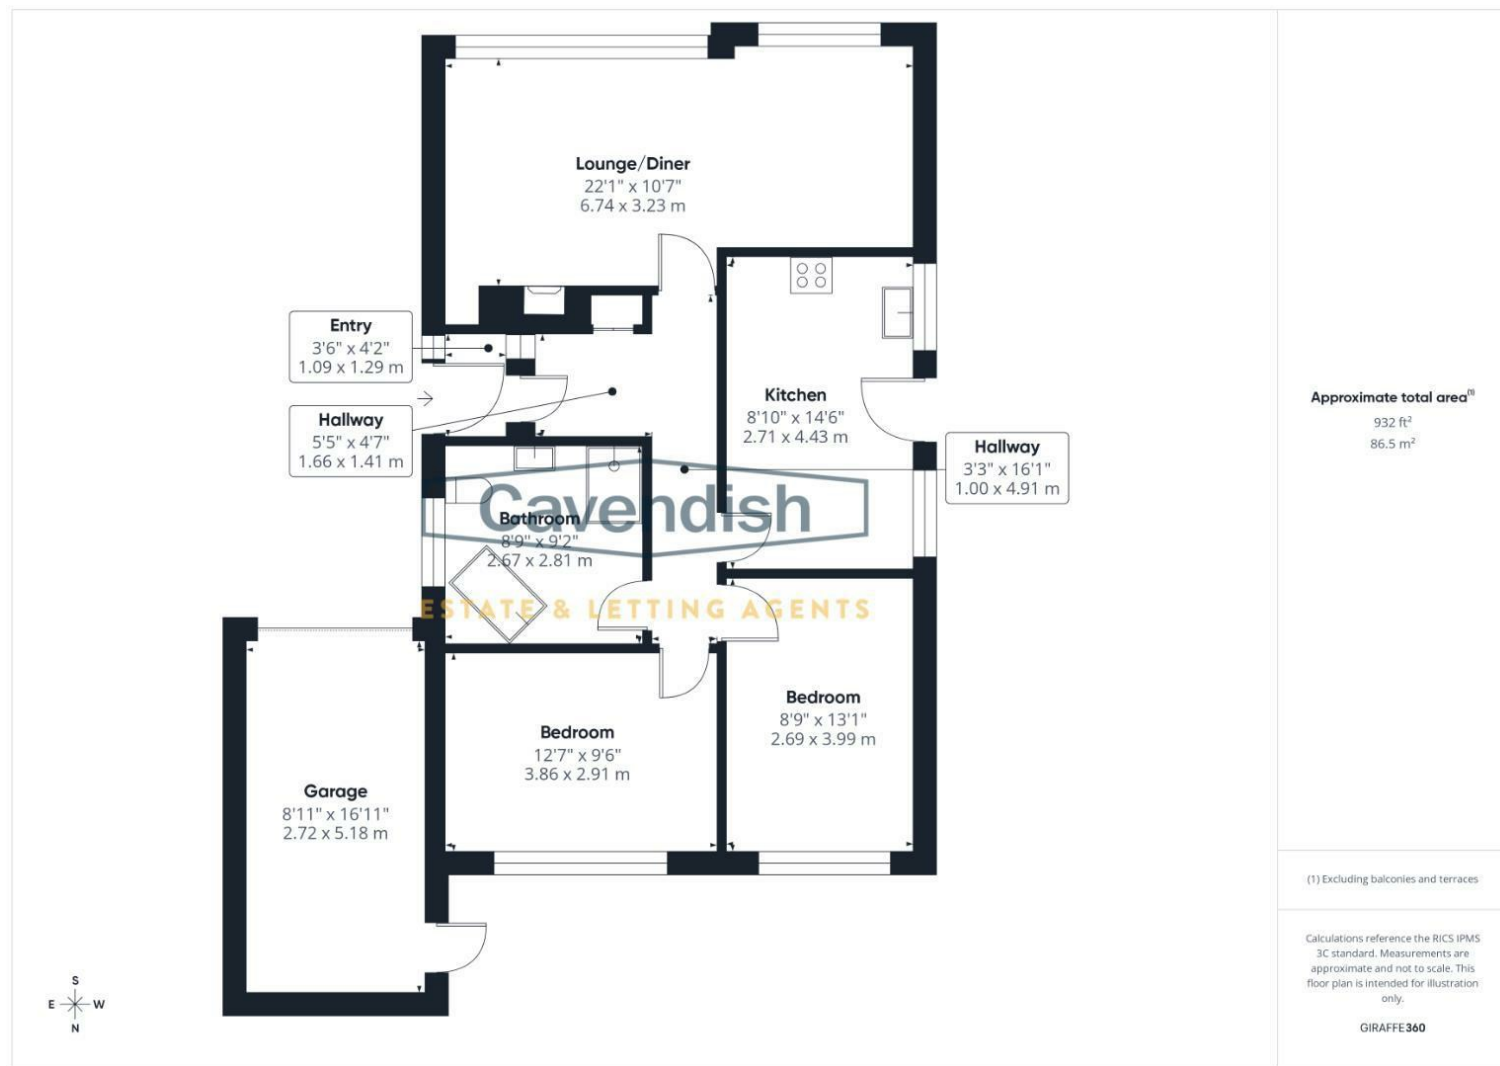 Lounge/Diner
22'1" x 10'7"
6.74 x 3.23 m
Entry
3'6" x 4'2"
1.09 x 1.29 m
Hallway
5'5" x 4'7"
1.66 x 1.41 m
Kitchen
8'10" x 14'6"
2.71 x 4.43 m
Hallway
3'3" x 16'1"
1.00 x 4.91 m
Cavendish
ESTATE & LETTING AGENTS
Bathroom
8'9" x 9'2"
2.67 x 2.81 m
Bedroom
12'7" x 9'6"
3.86 x 2.91 m
Bedroom
8'9" x 13'1"
2.69 x 3.99 m
Garage
8'11" x 16'11"
2.72 x 5.18 m
S
E W
N
Approximate total area(1)
932 ft²
86.5 m²
(1) Excluding balconies and terraces
Calculations reference the RICS IPMS
3C standard. Measurements are
approximate and not to scale. This
floor plan is intended for illustration
only.
GIRAFFE360